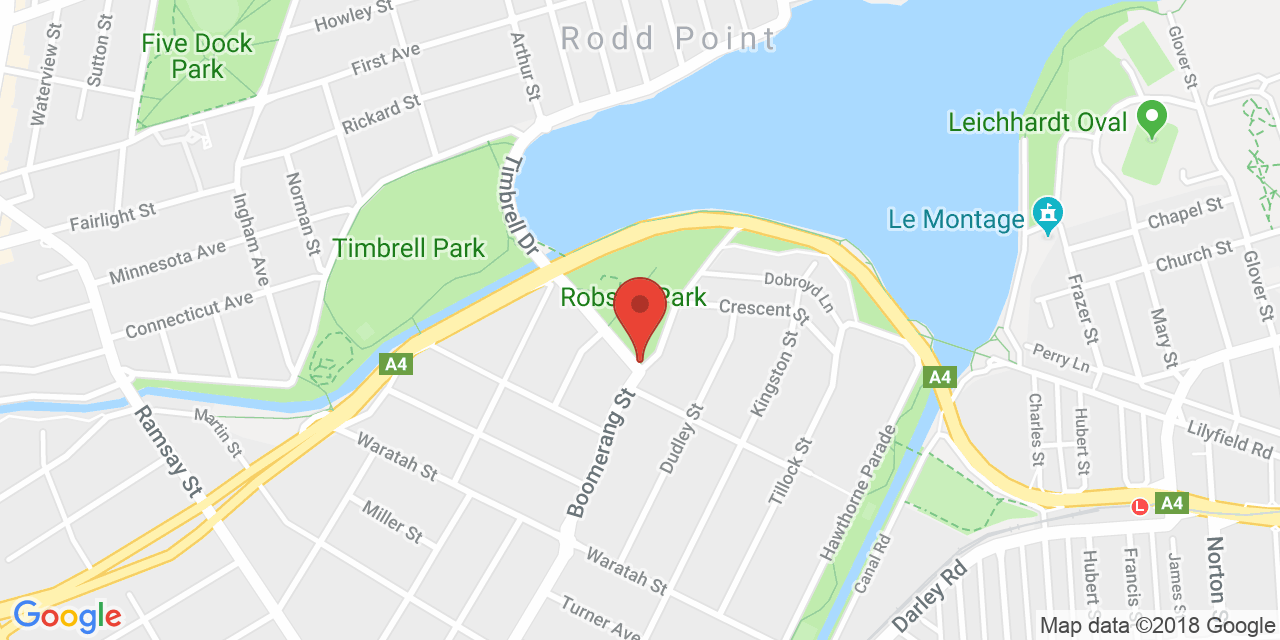 Howley St
Rodd Point
Five Dock
Park
Sutton St
Waterview St
First Ave
Arthur St
Glover St
Rickard St
Leichhardt Oval
Timbrell Dr
Norman St
Ingham Ave
Fairlight St
Le Montage
Chapel St
Minnesota Ave
Timbrell Park
Church St
Glover St
Dobroyd Ln
Frazer St
Connecticut Ave
Park
Crescent St
Mary St
Kingston St
Perry Ln
A4
A4
Ramsay St
Martin St
Charles St
Hubert St
Lilyfield Rd
Waratah St
Boomerang St
Dudley St
Tillock St
Hawthorne Parade
Miller St
L
A4
Waratah St
Canal Rd
Darley Rd
Hubert S
Francis S
James S
Norton S
Turner Ave
Google
Map data ©2018 Google